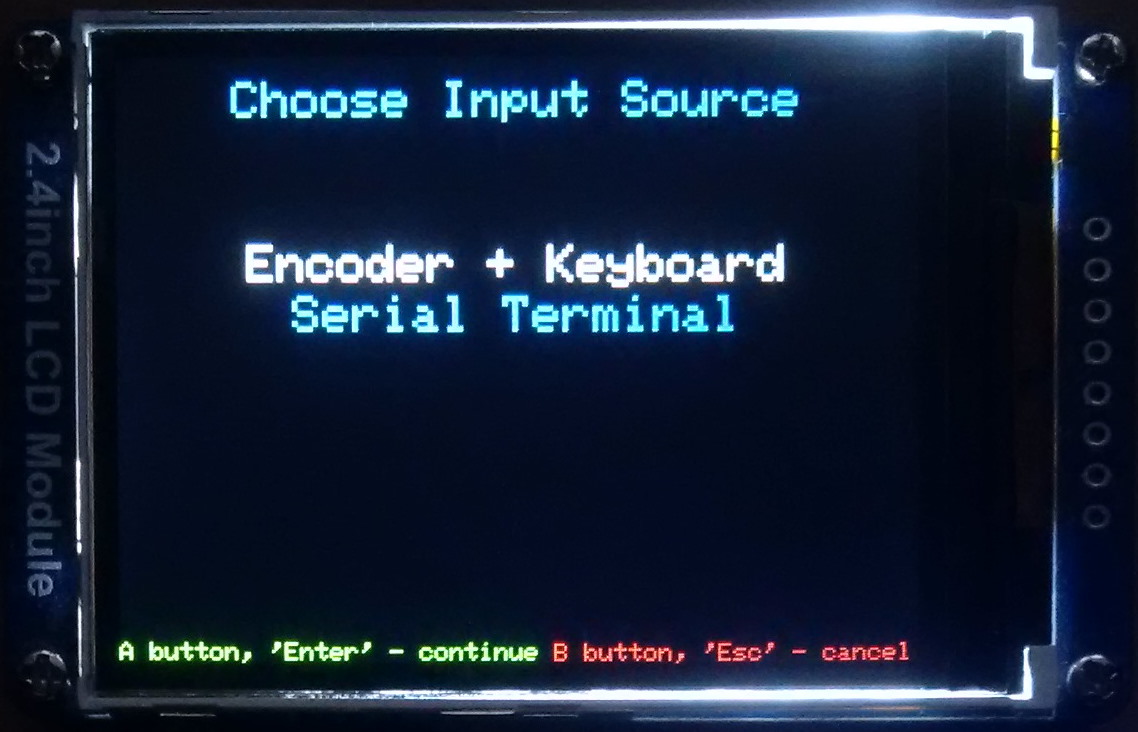 Choose Input Source
Encoder + Keyboard
Serial Terminal
A button, 'Enter' - continue B button, 'Esc' - cancel
2.4inch LCD Module